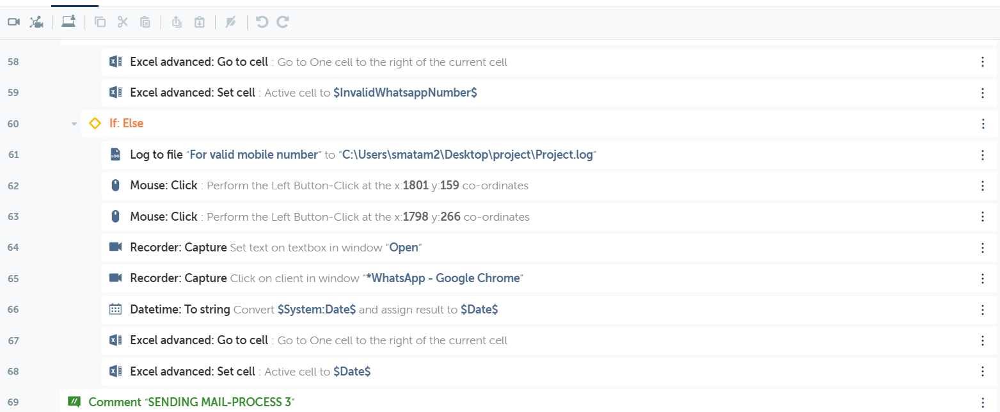 58 Excel advanced: Go to cell : Go to One cell to the right of the current cell
59 Excel advanced: Set cell : Active cell to $InvalidWhatsappNumber$
60 If: Else
61 Log to file “For valid mobile number” to “C:\Users\smatam2\Desktop\project\Project.log”
62 Mouse: Click : Perform the Left Button-Click at the x:1801 y:159 co-ordinates
63 Mouse: Click : Perform the Left Button-Click at the x:1798 y:266 co-ordinates
64 Recorder: Capture Set text on textbox in window “Open”
65 Recorder: Capture Click on client in window “*WhatsApp - Google Chrome”
66 Datetime: To string Convert $System:Date$ and assign result to $Date$
67 Excel advanced: Go to cell : Go to One cell to the right of the current cell
68 Excel advanced: Set cell : Active cell to $Date$
69 Comment “SENDING MAIL-PROCESS 3”